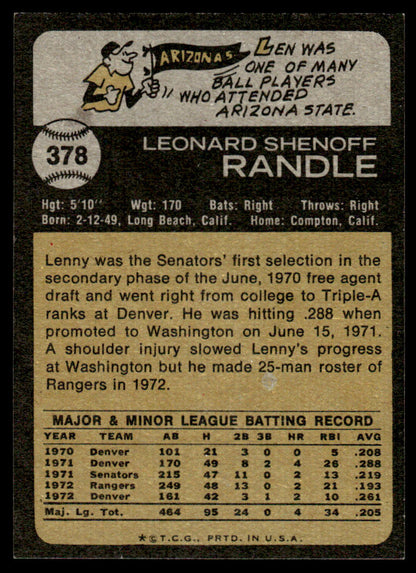 ARIZONA S.
LEN WAS
ONE OF MANY
BALL PLAYERS
WHO ATTENDED
ARIZONA STATE.
378
LEONARD SHENOFF
RANDLE
Hgt: 5'10" Wgt: 170 Bats: Right Throws: Right
Born: 2-12-49, Long Beach, Calif. Home: Compton, Calif.
Lenny was the Senators' first selection in the
secondary phase of the June, 1970 free agent
draft and went right from college to Triple-A
ranks at Denver. He was hitting .288 when
promoted to Washington on June 15, 1971.
A shoulder injury slowed Lenny's progress
at Washington but he made 25-man roster of
Rangers in 1972.
MAJOR & MINOR LEAGUE BATTING RECORD
YEAR TEAM AB H 2B 3B HR RBI AVG
1970 Denver 101 21 3 0 0 5 .208
1971 Denver 170 49 8 2 4 26 .288
1971 Senators 215 47 11 0 2 13 .219
1972 Rangers 249 48 13 0 2 21 .193
1972 Denver 161 42 3 1 2 10 .261
Maj. Lg. Tot. 464 95 24 0 4 34 .205
*©T.C.G., PRTD. IN U.S.A.